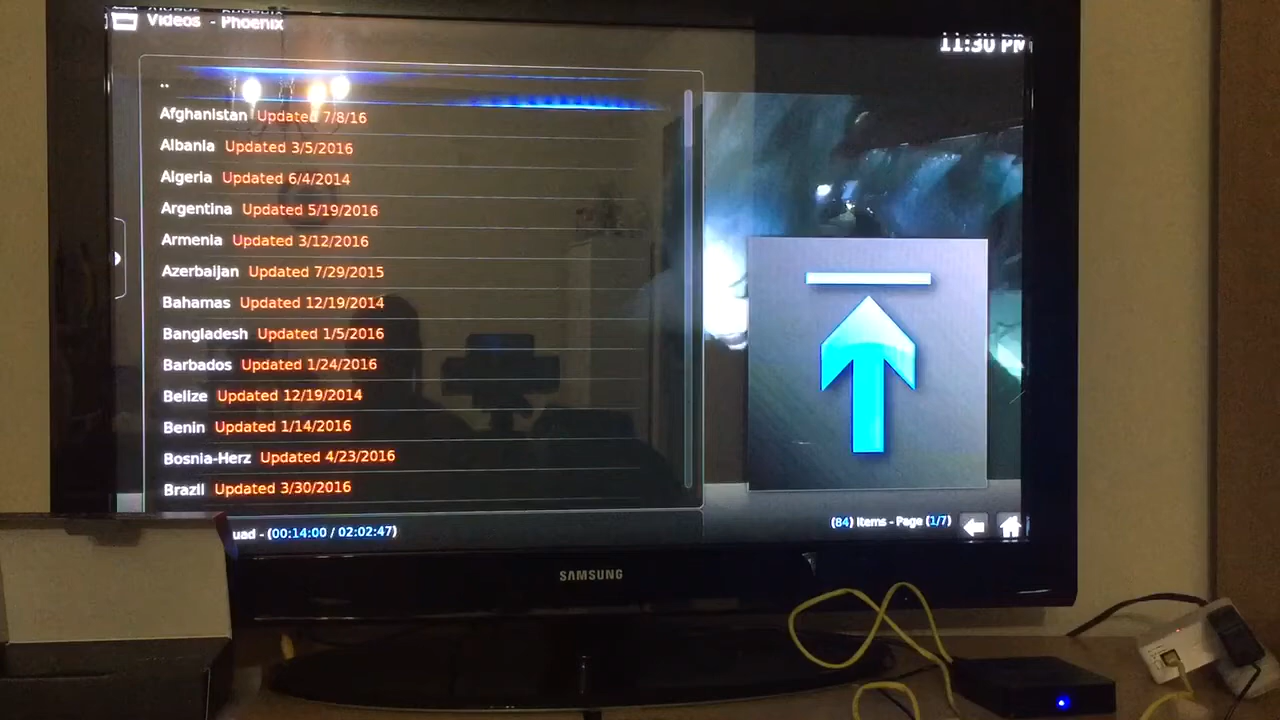 Videos - Phoenix
11:30 PM
..
Afghanistan Updated 7/8/16
Albania Updated 3/5/2016
Algeria Updated 6/4/2014
Argentina Updated 5/19/2016
Armenia Updated 3/12/2016
Azerbaijan Updated 7/29/2015
Bahamas Updated 12/19/2014
Bangladesh Updated 1/5/2016
Barbados Updated 1/24/2016
Belize Updated 12/19/2014
Benin Updated 1/14/2016
Bosnia-Herz Updated 4/23/2016
Brazil Updated 3/30/2016
uad - (00:14:00 / 02:02:47)
(84) Items - Page (1/7)
SAMSUNG